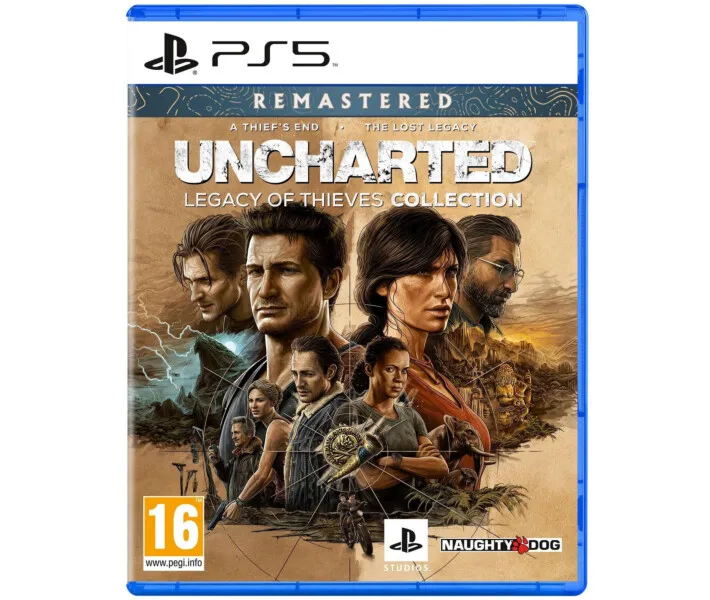 PS5
REMASTERED
A THIEF'S END · THE LOST LEGACY
UNCHARTED
LEGACY OF THIEVES COLLECTION
16
www.pegi.info
STUDIOS
NAUGHTY DOG